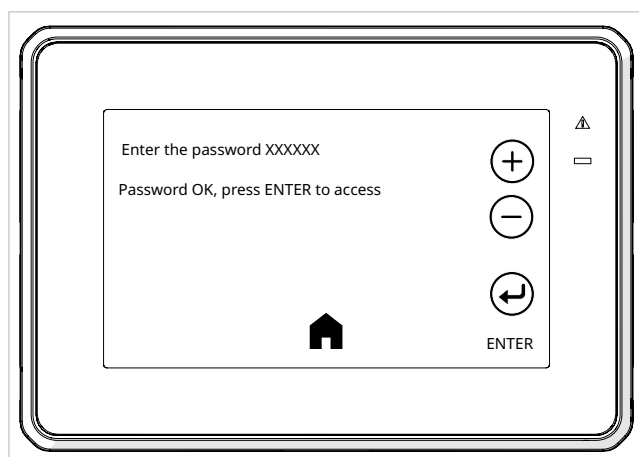 Enter the password XXXXXX
Password OK, press ENTER to access
ENTER